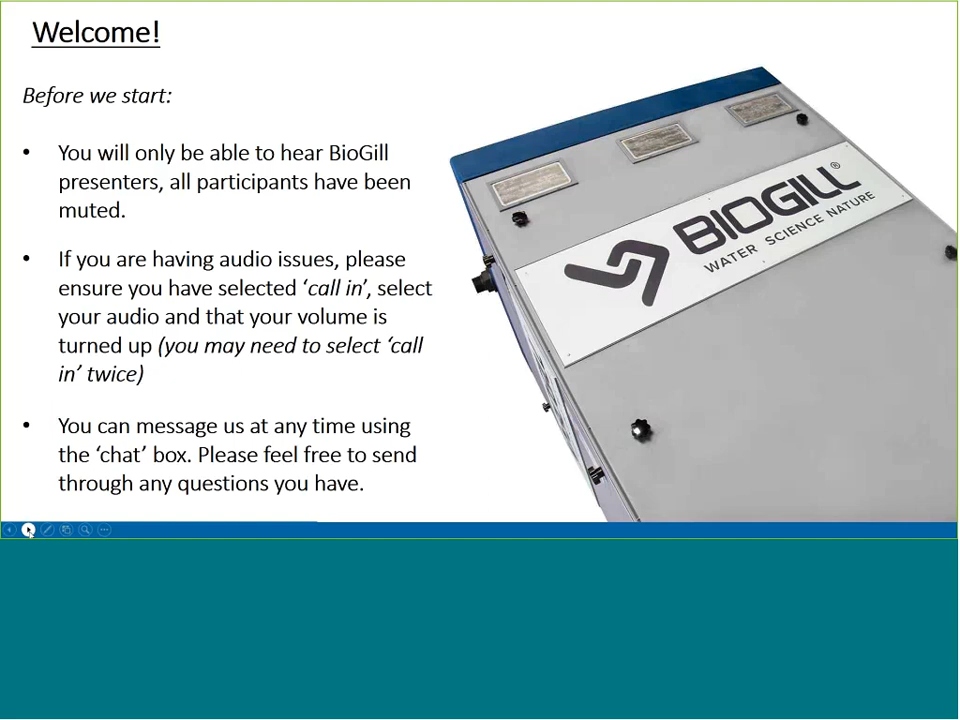 Welcome!
Before we start:
• You will only be able to hear BioGill
presenters, all participants have been
muted.
• If you are having audio issues, please
ensure you have selected ‘call in’, select
your audio and that your volume is
turned up (you may need to select ‘call
in’ twice)
• You can message us at any time using
the ‘chat’ box. Please feel free to send
through any questions you have.
BIOGILL®
WATER SCIENCE NATURE